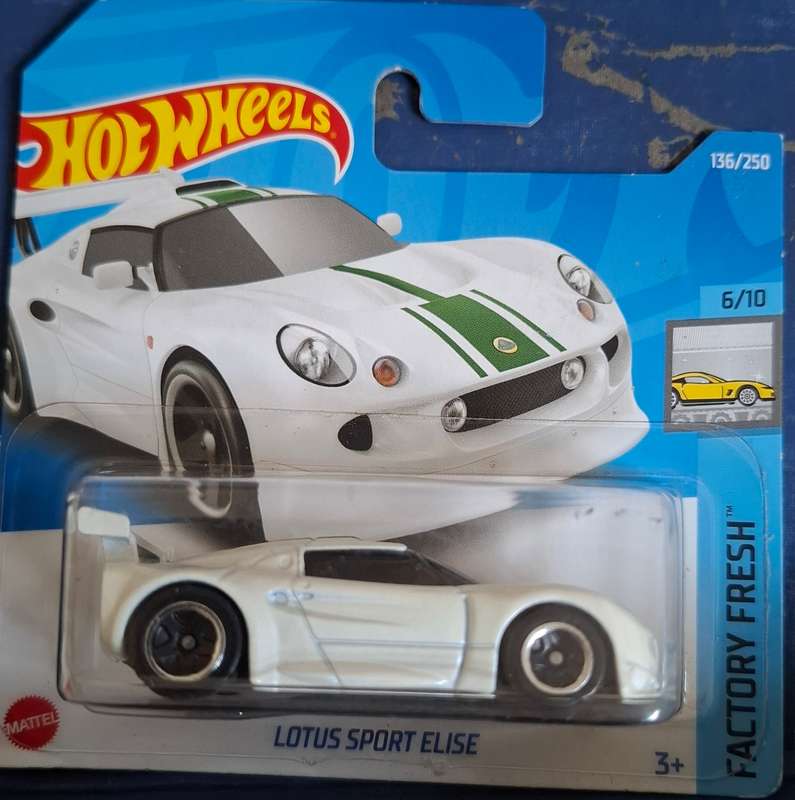 HOT WHEELS
136/250
6/10
FACTORY FRESH™
MATTEL
LOTUS SPORT ELISE
3+